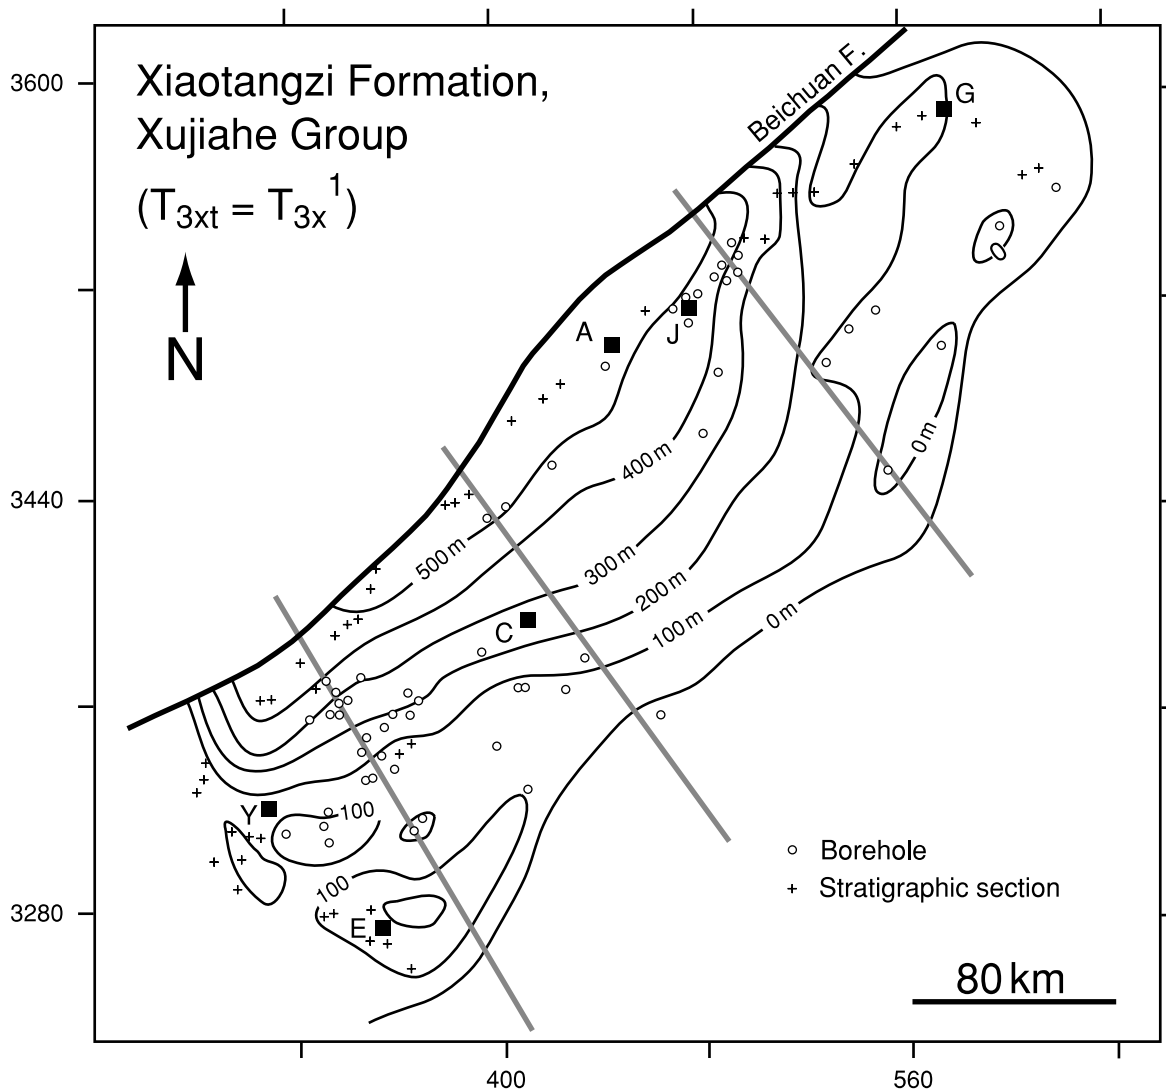 Xiaotangzi Formation,
Xujiahe Group
(T3xt = T3x1)
N
Beichuan F.
G
A
J
C
Y
E
500 m
400 m
300 m
200 m
100 m
0 m
0 m
0
100
100
3600
3440
3280
400
560
Borehole
Stratigraphic section
80 km